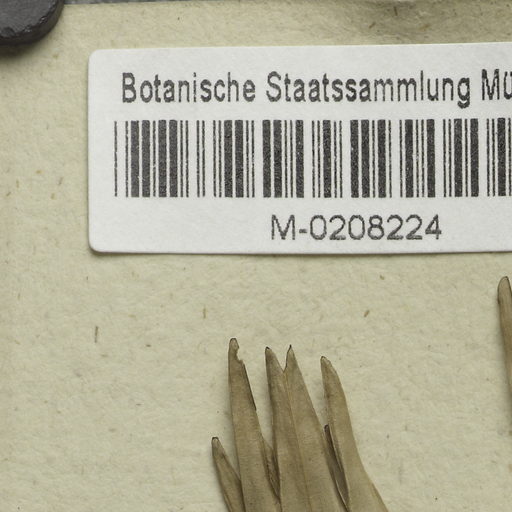 Botanische Staatssammlung Mü
M-0208224